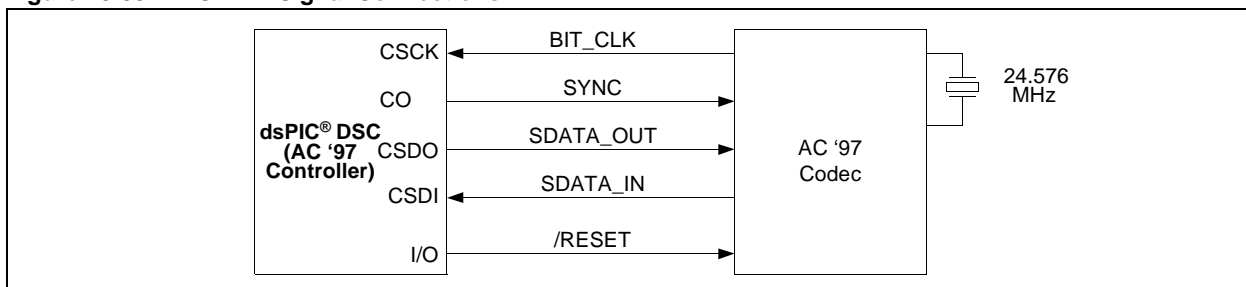 CSCK
BIT_CLK
CO
SYNC
24.576
MHz
dsPIC® DSC
(AC ‘97
Controller)
CSDO
SDATA_OUT
AC ‘97
Codec
CSDI
SDATA_IN
I/O
/RESET